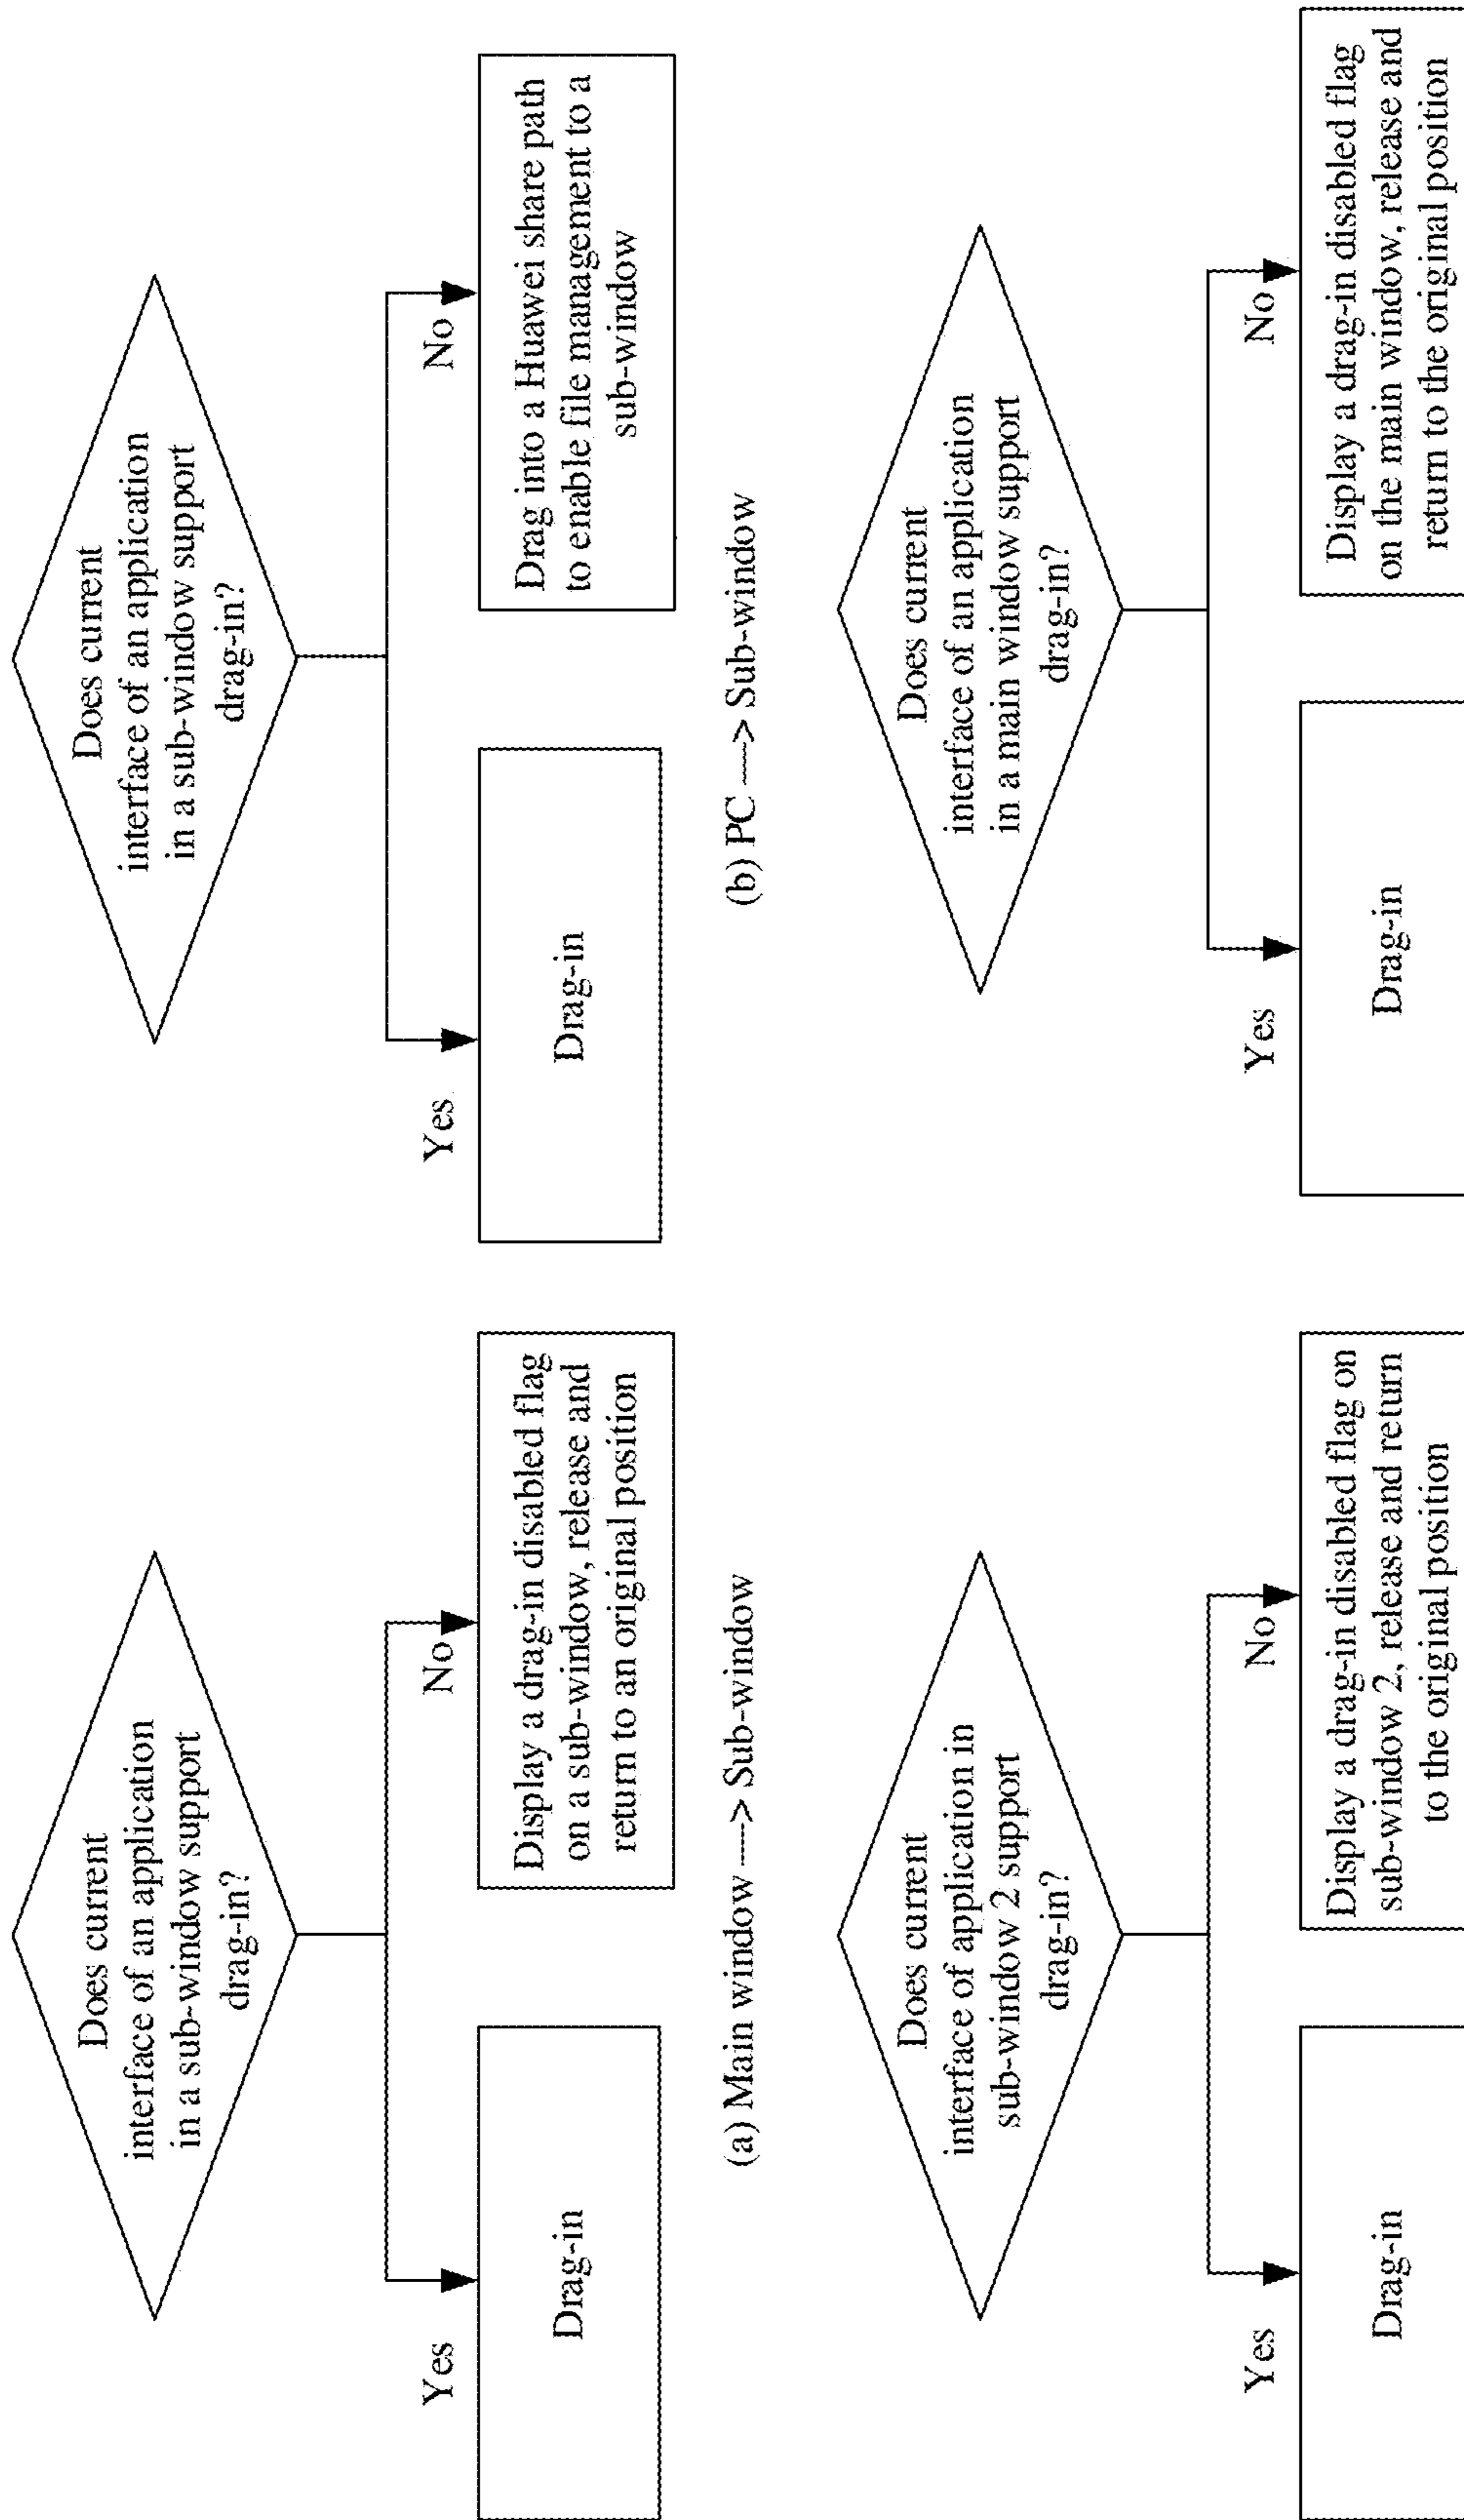 Does current
interface of an application
in a sub-window support
drag-in?
Yes
No
Drag-in
Display a drag-in disabled flag
on a sub-window, release and
return to an original position
(a) Main window ----> Sub-window
Does current
interface of an application
in a sub-window support
drag-in?
Yes
No
Drag-in
Drag into a Huawei share path
to enable file management to a
sub-window
(b) PC ----> Sub-window
Does current
interface of application in
sub-window 2 support
drag-in?
Yes
No
Drag-in
Display a drag-in disabled flag on
sub-window 2, release and return
to the original position
Does current
interface of an application
in a main window support
drag-in?
Yes
No
Drag-in
Display a drag-in disabled flag
on the main window, release and
return to the original position